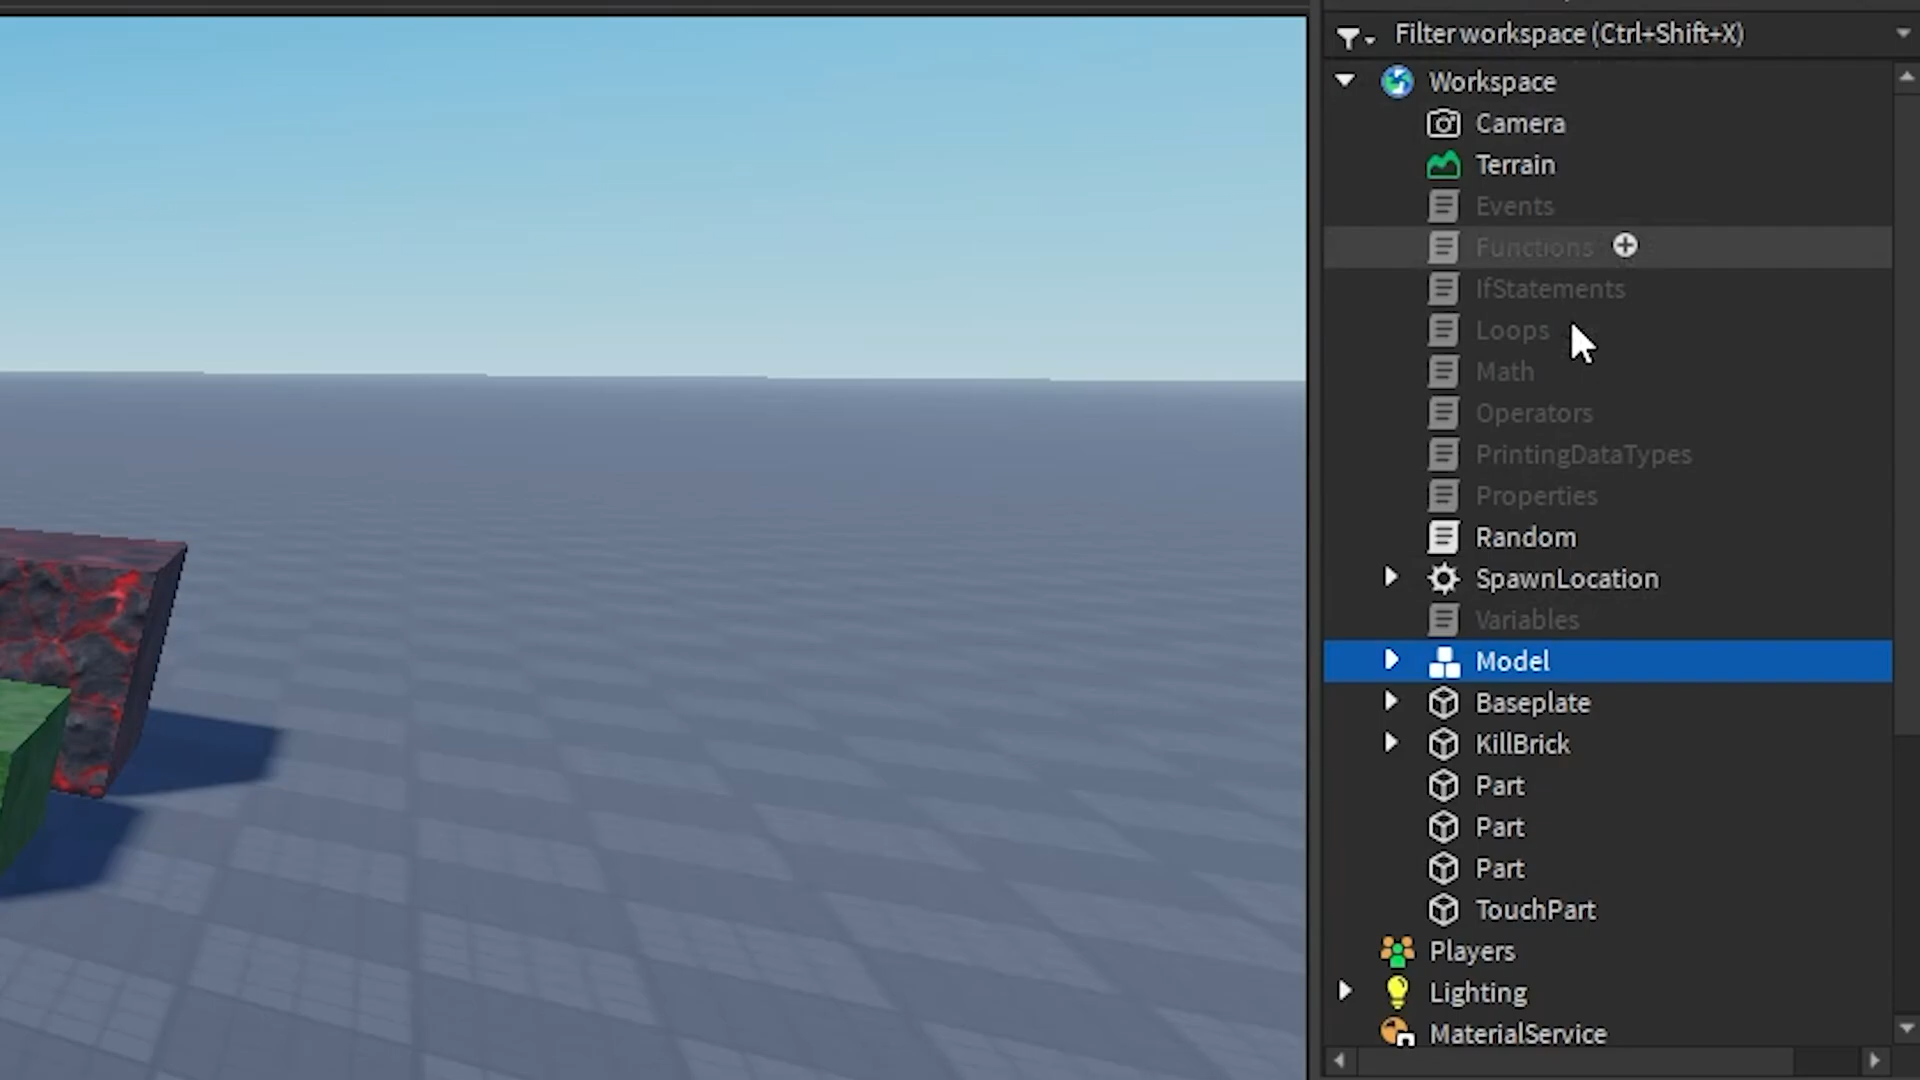 Filter workspace (Ctrl+Shift+X)
Workspace
Camera
Terrain
Events
Functions
IfStatements
Loops
Math
Operators
PrintingDataTypes
Properties
Random
SpawnLocation
Variables
Model
Baseplate
KillBrick
Part
Part
Part
TouchPart
Players
Lighting
MaterialService